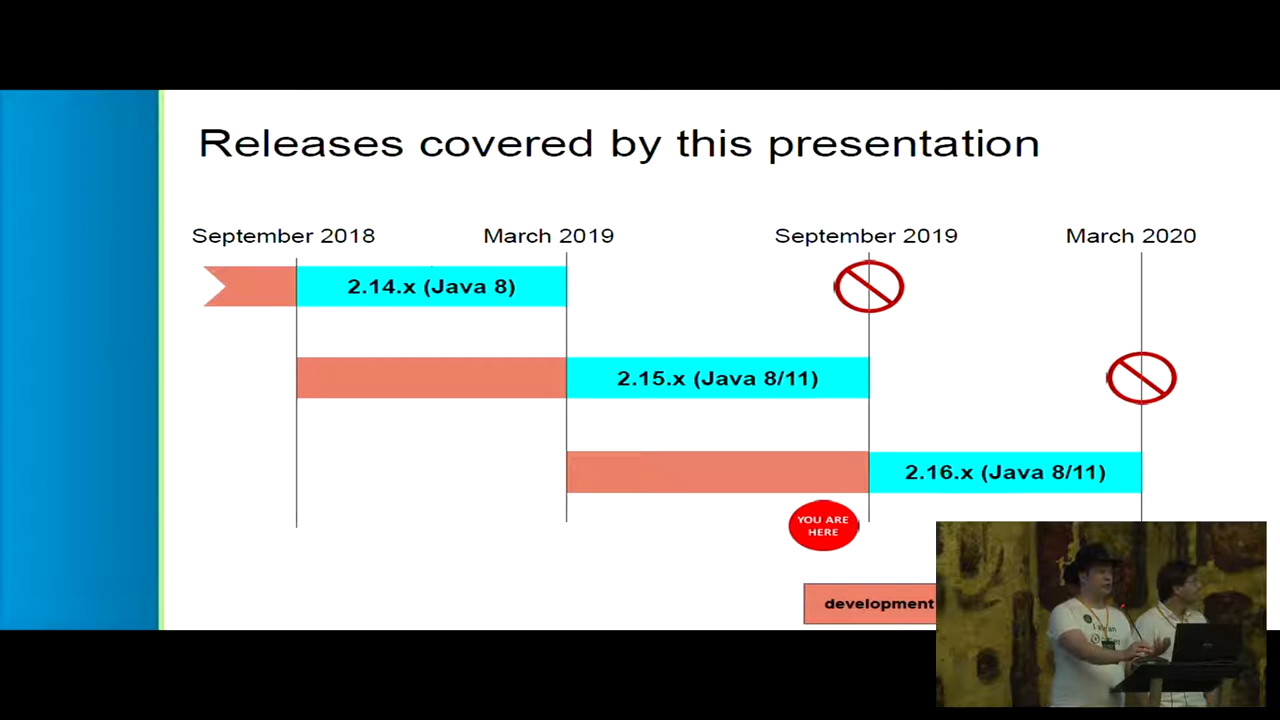 Releases covered by this presentation
September 2018
March 2019
September 2019
March 2020
2.14.x (Java 8)
2.15.x (Java 8/11)
2.16.x (Java 8/11)
YOU ARE
HERE
development